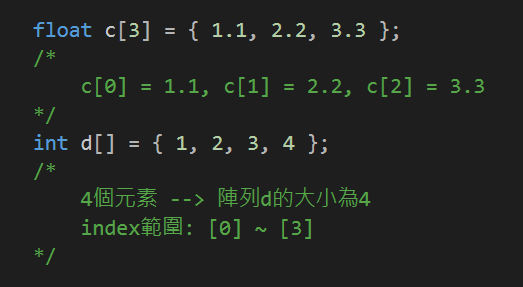 float c[3] = { 1.1, 2.2, 3.3 };
/*
    c[0] = 1.1, c[1] = 2.2, c[2] = 3.3
*/
int d[] = { 1, 2, 3, 4 };
/*
    4個元素 --> 陣列d的大小為4
    index範圍: [0] ~ [3]
*/